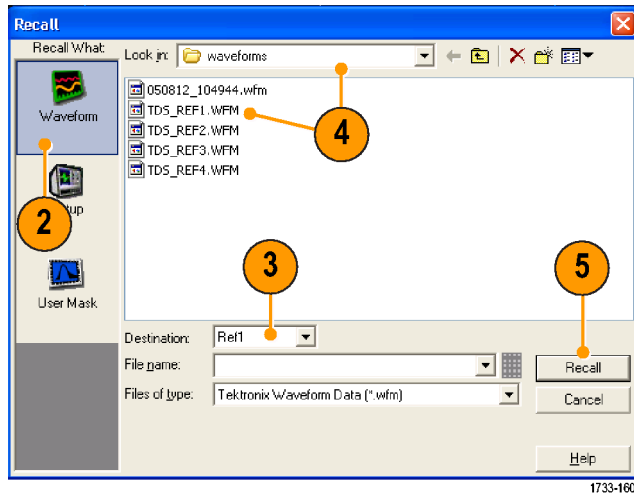 Recall
Recall What:
Look in: waveforms
Waveform
050812_104944.wfm
TDS_REF1.WFM
TDS_REF2.WFM
TDS_REF3.WFM
TDS_REF4.WFM
4
2
3
5
User Mask
Destination: Ref1
File name:
Recall
Files of type: Tektronix Waveform Data (*.wfm)
Cancel
Help
1733-160